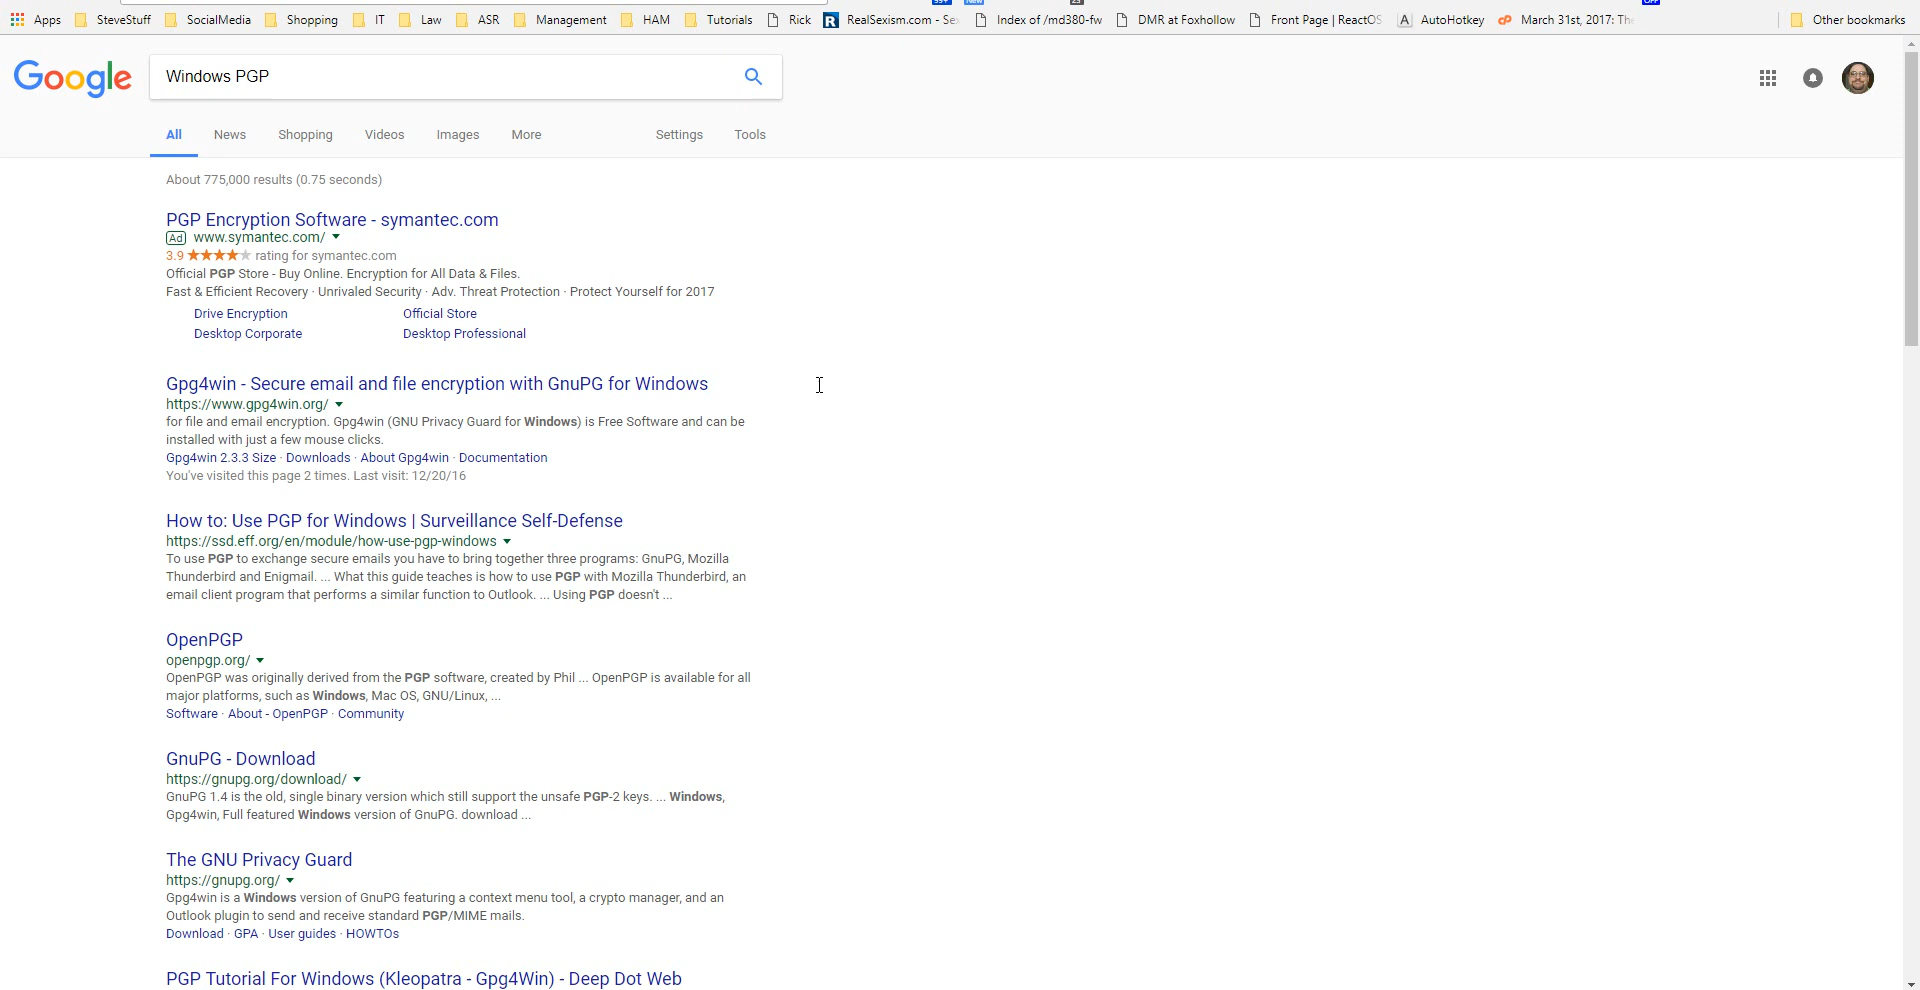 Apps SteveStuff SocialMedia Shopping IT Law ASR Management HAM Tutorials Rick RealSexism.com - Se Index of /md380-fw DMR at Foxhollow Front Page | ReactOS AutoHotkey March 31st, 2017: The Other bookmarks
Google Windows PGP
All News Shopping Videos Images More Settings Tools
About 775,000 results (0.75 seconds)
PGP Encryption Software - symantec.com
Ad www.symantec.com/
3.9 rating for symantec.com
Official PGP Store - Buy Online. Encryption for All Data & Files.
Fast & Efficient Recovery · Unrivaled Security · Adv. Threat Protection · Protect Yourself for 2017
Drive Encryption Official Store
Desktop Corporate Desktop Professional
Gpg4win - Secure email and file encryption with GnuPG for Windows
https://www.gpg4win.org/
for file and email encryption. Gpg4win (GNU Privacy Guard for Windows) is Free Software and can be
installed with just a few mouse clicks.
Gpg4win 2.3.3 Size · Downloads · About Gpg4win · Documentation
You've visited this page 2 times. Last visit: 12/20/16
How to: Use PGP for Windows | Surveillance Self-Defense
https://ssd.eff.org/en/module/how-use-pgp-windows
To use PGP to exchange secure emails you have to bring together three programs: GnuPG, Mozilla
Thunderbird and Enigmail. ... What this guide teaches is how to use PGP with Mozilla Thunderbird, an
email client program that performs a similar function to Outlook. ... Using PGP doesn't ...
OpenPGP
openpgp.org/
OpenPGP was originally derived from the PGP software, created by Phil ... OpenPGP is available for all
major platforms, such as Windows, Mac OS, GNU/Linux, ...
Software · About - OpenPGP · Community
GnuPG - Download
https://gnupg.org/download/
GnuPG 1.4 is the old, single binary version which still support the unsafe PGP-2 keys. ... Windows,
Gpg4win, Full featured Windows version of GnuPG. download ...
The GNU Privacy Guard
https://gnupg.org/
Gpg4win is a Windows version of GnuPG featuring a context menu tool, a crypto manager, and an
Outlook plugin to send and receive standard PGP/MIME mails.
Download · GPA · User guides · HOWTOs
PGP Tutorial For Windows (Kleopatra - Gpg4Win) - Deep Dot Web